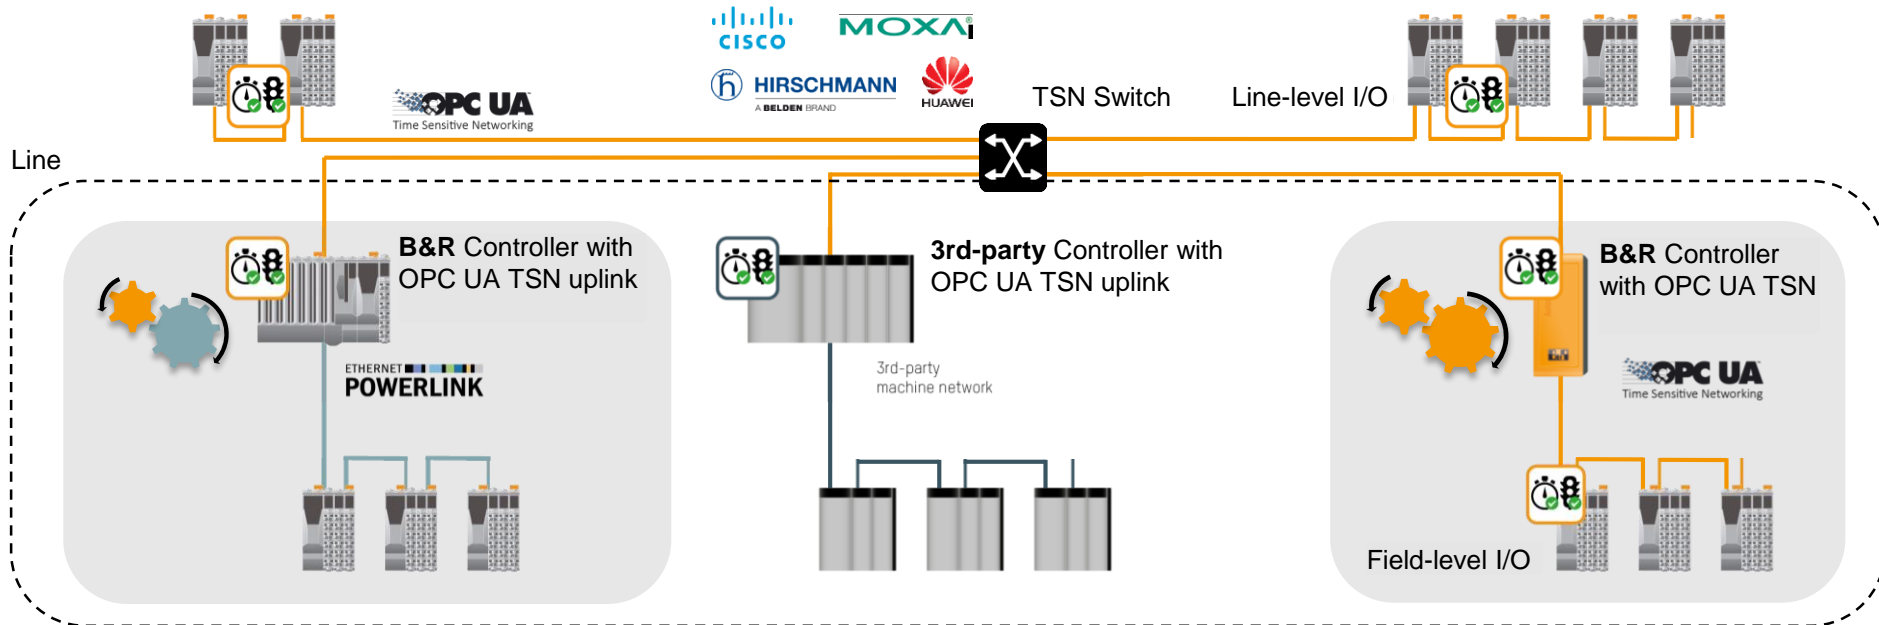 CISCO
MOXA
HIRSCHMANN
A BELDEN BRAND
HUAWEI
OPC UA
Time Sensitive Networking
TSN Switch
Line-level I/O
Line
B&R Controller with
OPC UA TSN uplink
3rd-party Controller with
OPC UA TSN uplink
B&R Controller
with OPC UA TSN
ETHERNET
POWERLINK
3rd-party
machine network
OPC UA
Time Sensitive Networking
Field-level I/O